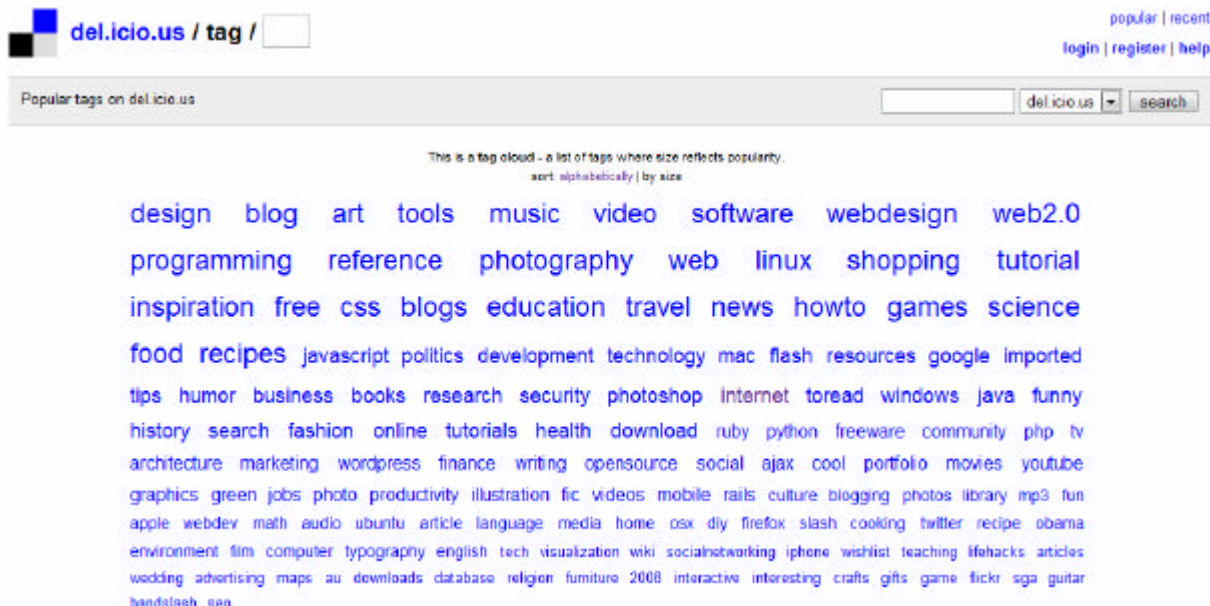 del.icio.us / tag /
popular | recent
login | register | help
Popular tags on del.icio.us
del.icio.us search
This is a tag cloud - a list of tags where size reflects popularity.
sort: alphabetically | by size
design blog art tools music video software webdesign web2.0
programming reference photography web linux shopping tutorial
inspiration free css blogs education travel news howto games science
food recipes javascript politics development technology mac flash resources google imported
tips humor business books research security photoshop internet toread windows java funny
history search fashion online tutorials health download ruby python freeware community php tv
architecture marketing wordpress finance writing opensource social ajax cool portfolio movies youtube
graphics green jobs photo productivity illustration fic videos mobile rails culture blogging photos library mp3 fun
apple webdev math audio ubuntu article language media home osx diy firefox slash cooking twitter recipe obama
environment film computer typography english tech visualization wiki socialnetworking iphone wishlist teaching lifehacks articles
wedding advertising maps au downloads database religion furniture 2008 interactive interesting crafts gifts game flickr sga guitar
bandslash seo